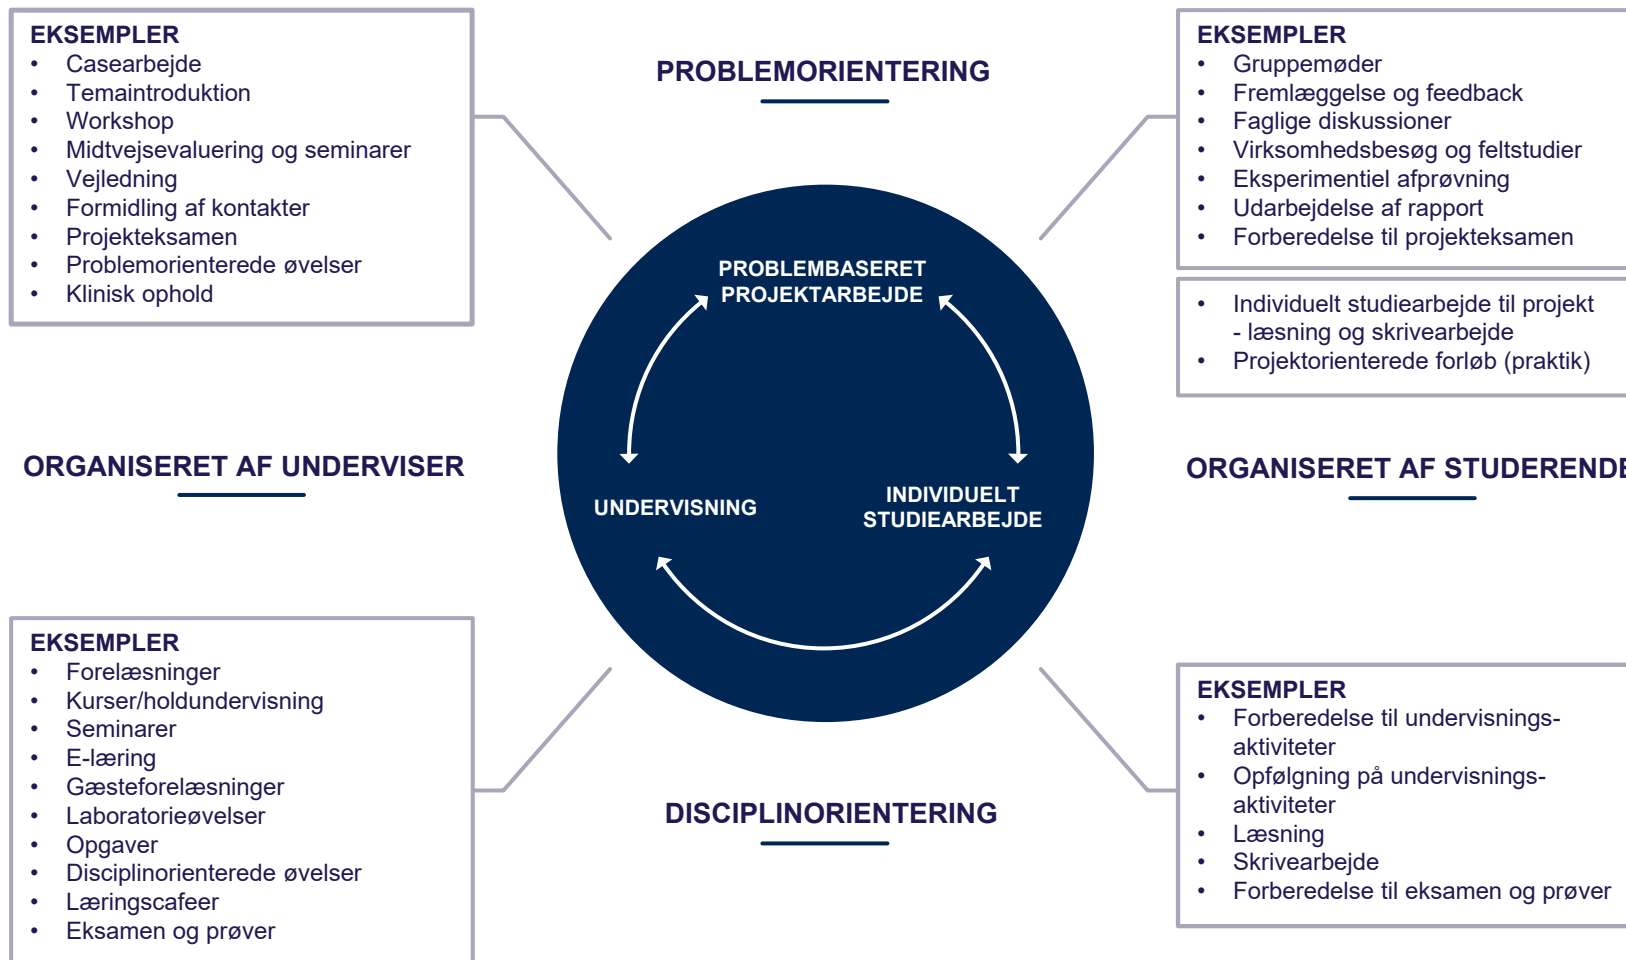 EKSEMPLER
• Casearbejde
• Temaintroduktion
• Workshop
• Midtvejsevaluering og seminarer
• Vejledning
• Formidling af kontakter
• Projekteksamen
• Problemorienterede øvelser
• Klinisk ophold
PROBLEMORIENTERING
EKSEMPLER
• Gruppemøder
• Fremlæggelse og feedback
• Faglige diskussioner
• Virksomhedsbesøg og feltstudier
• Eksperimentiel afprøvning
• Udarbejdelse af rapport
• Forberedelse til projekteksamen
• Individuelt studiearbejde til projekt
- læsning og skrivearbejde
• Projektorienterede forløb (praktik)
PROBLEMBASERET
PROJEKTARBEJDE
ORGANISERET AF UNDERVISER
UNDERVISNING
INDIVIDUELT
STUDIEARBEJDE
ORGANISERET AF STUDERENDE
EKSEMPLER
• Forelæsninger
• Kurser/holdundervisning
• Seminarer
• E-læring
• Gæsteforelæsninger
• Laboratorieøvelser
• Opgaver
• Disciplinorienterede øvelser
• Læringscafeer
• Eksamen og prøver
DISCIPLINORIENTERING
EKSEMPLER
• Forberedelse til undervisnings-
aktiviteter
• Opfølgning på undervisnings-
aktiviteter
• Læsning
• Skrivearbejde
• Forberedelse til eksamen og prøver